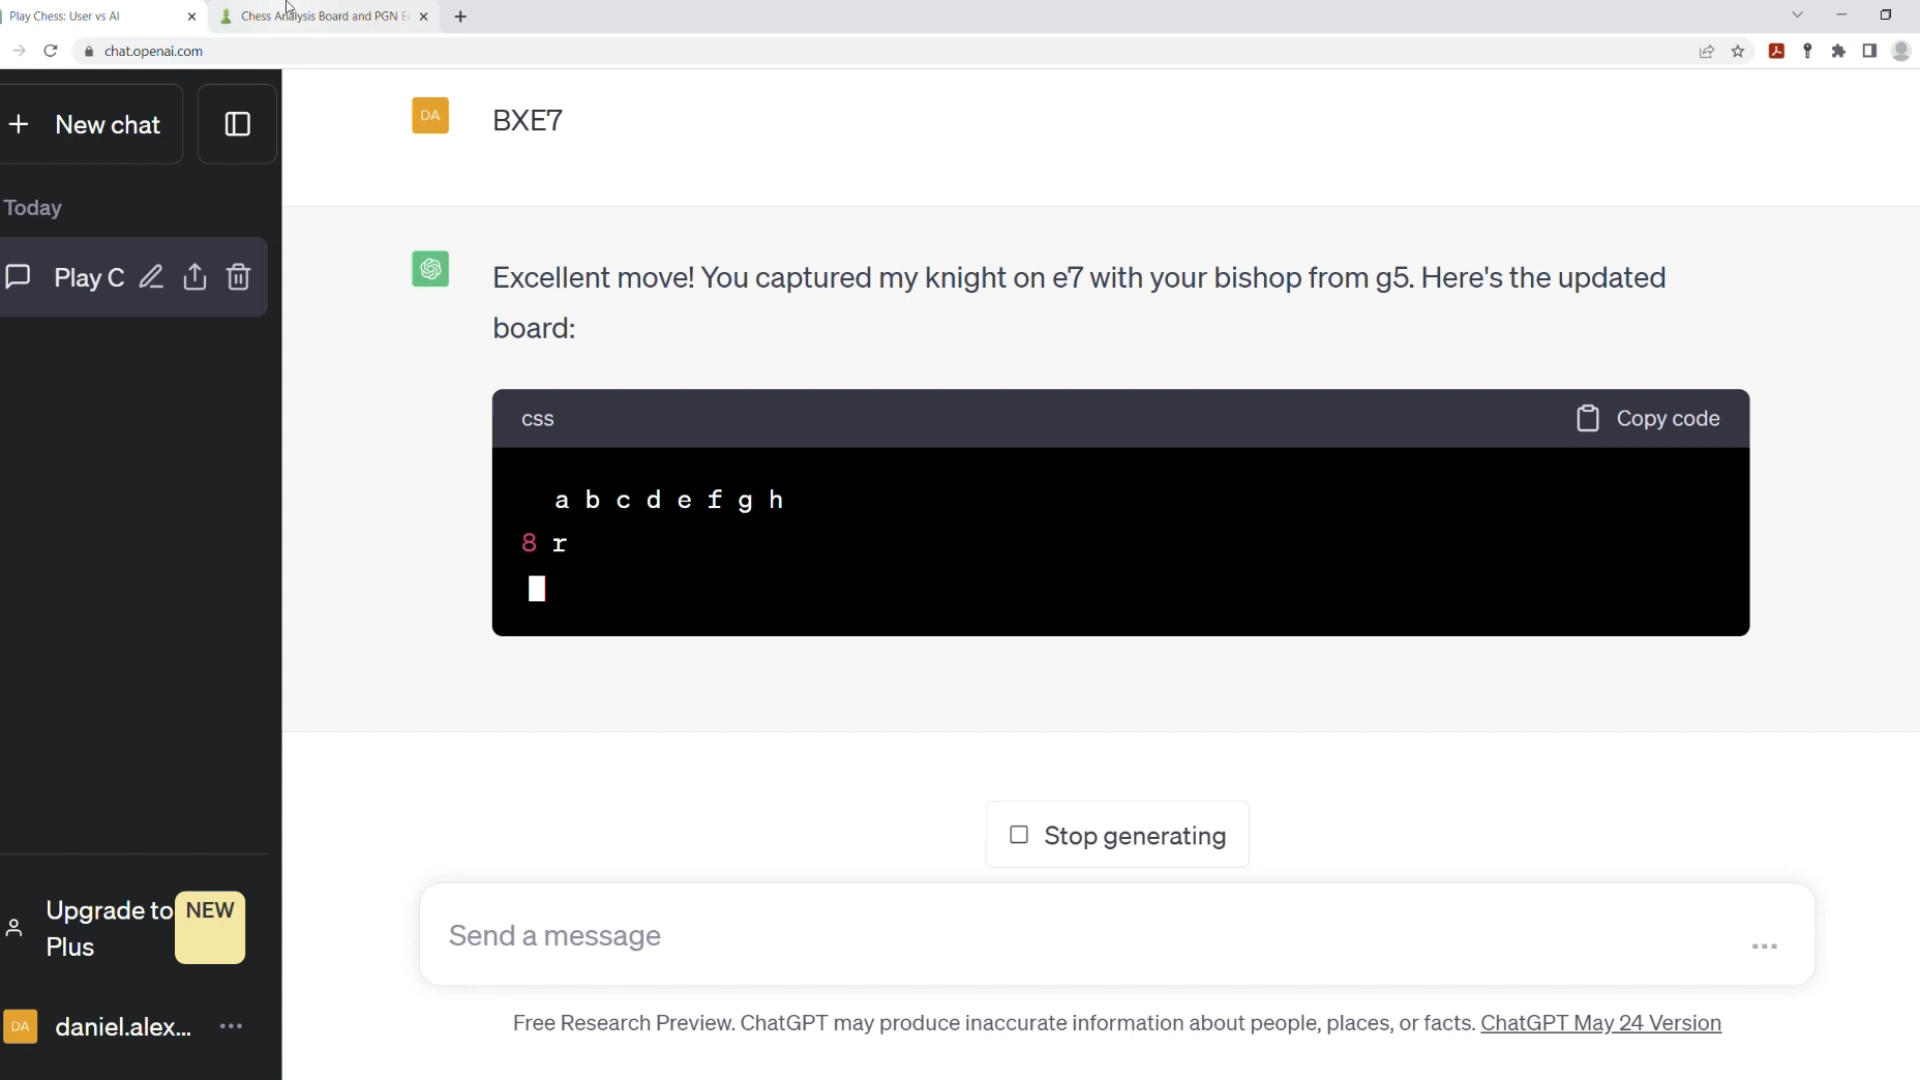 Play Chess: User vs AI
Chess Analysis Board and PGN E
chat.openai.com
New chat
Today
Play C
DA
BXE7
Excellent move! You captured my knight on e7 with your bishop from g5. Here's the updated
board:
css
Copy code
a b c d e f g h
8 r
Stop generating
Send a message
Free Research Preview. ChatGPT may produce inaccurate information about people, places, or facts. ChatGPT May 24 Version
Upgrade to
Plus
NEW
DA
daniel.alex...